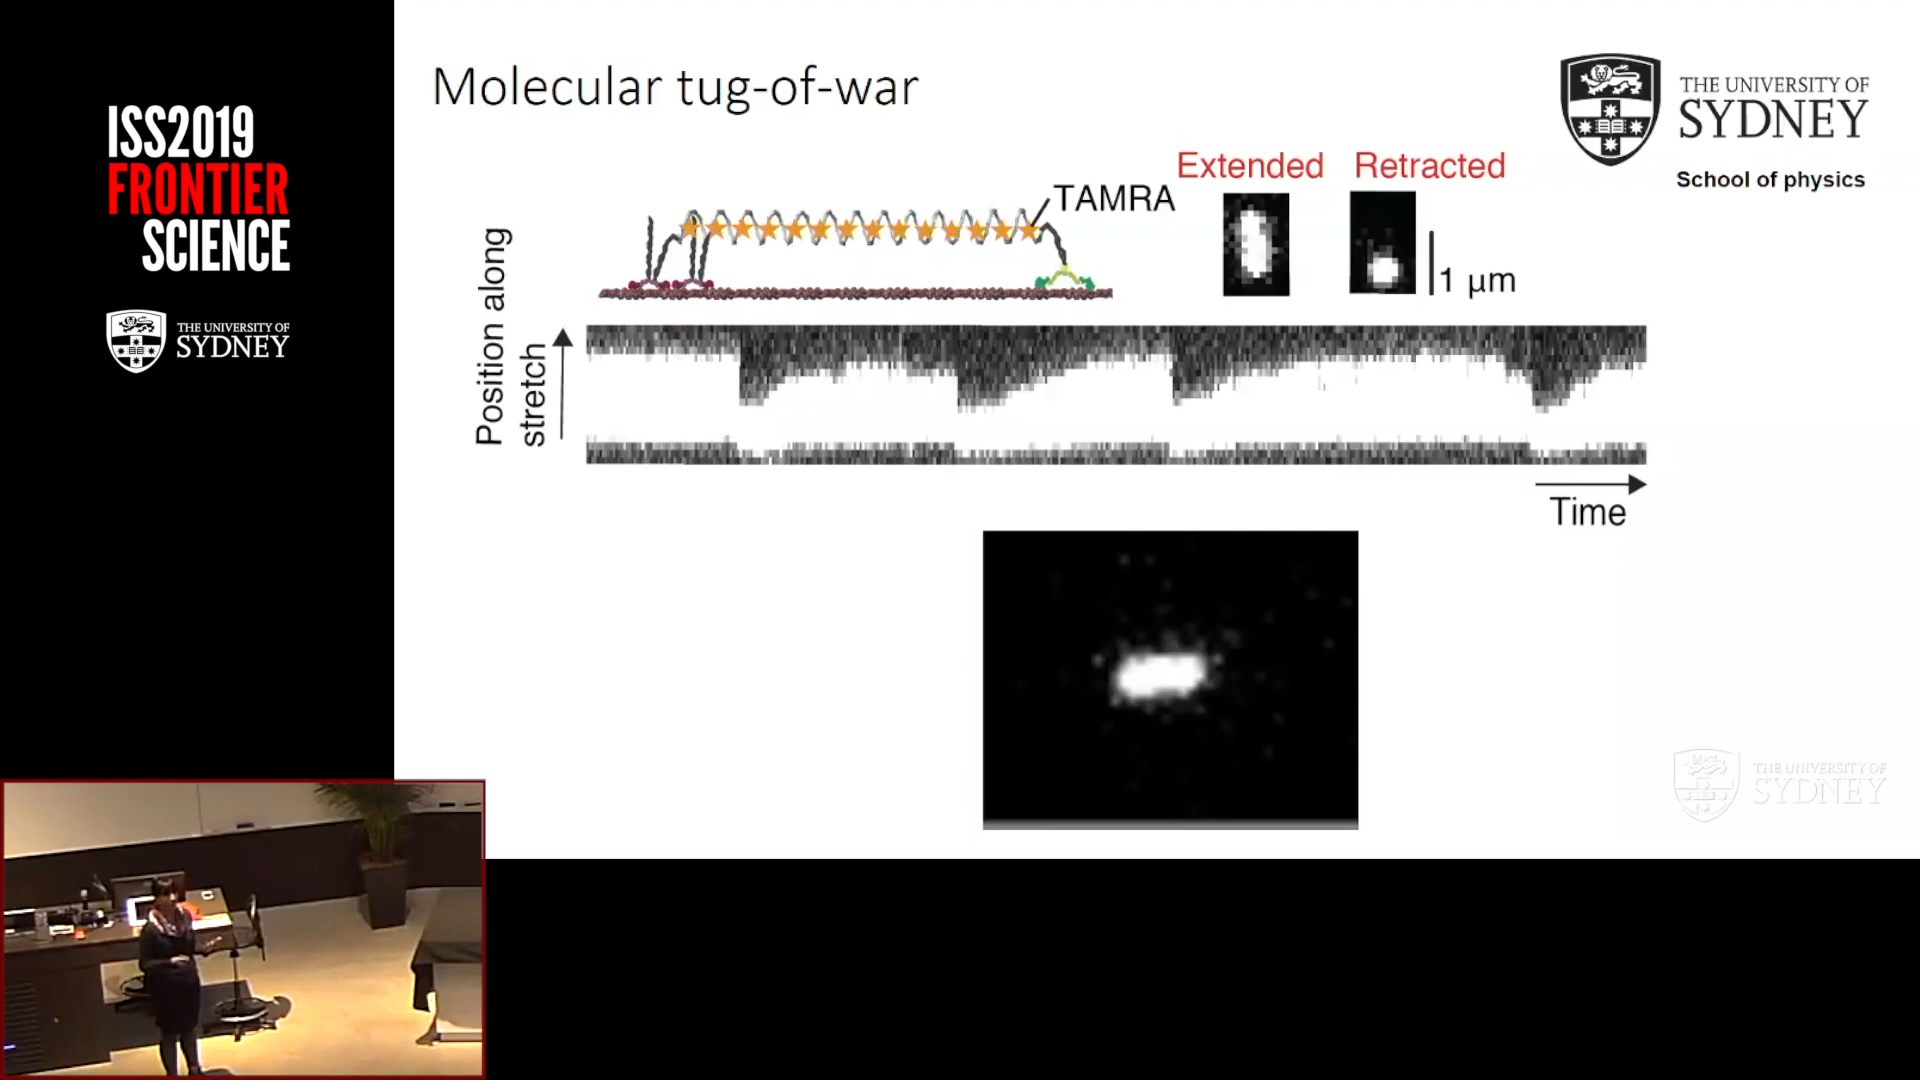 ISS2019
FRONTIER
SCIENCE
THE UNIVERSITY OF
SYDNEY
Molecular tug-of-war
THE UNIVERSITY OF
SYDNEY
School of physics
TAMRA
Extended
Retracted
1 µm
Position along
stretch
Time
THE UNIVERSITY OF
SYDNEY